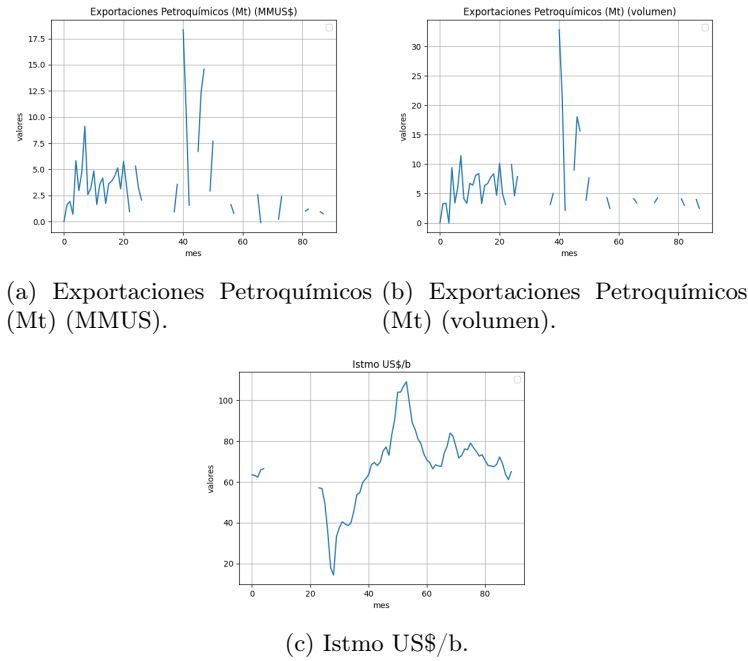 Exportaciones Petroquímicos (Mt) (MMUS$)
17.5
15.0
12.5
10.0
7.5
5.0
2.5
0.0
valores
0 20 40 60 80
mes
Exportaciones Petroquímicos (Mt) (volumen)
30
25
20
15
10
5
0
valores
0 20 40 60 80
mes
(a) Exportaciones Petroquímicos
(Mt) (MMUS).
(b) Exportaciones Petroquímicos
(Mt) (volumen).
Istmo US$/b
100
80
60
40
20
valores
0 20 40 60 80
mes
(c) Istmo US$/b.